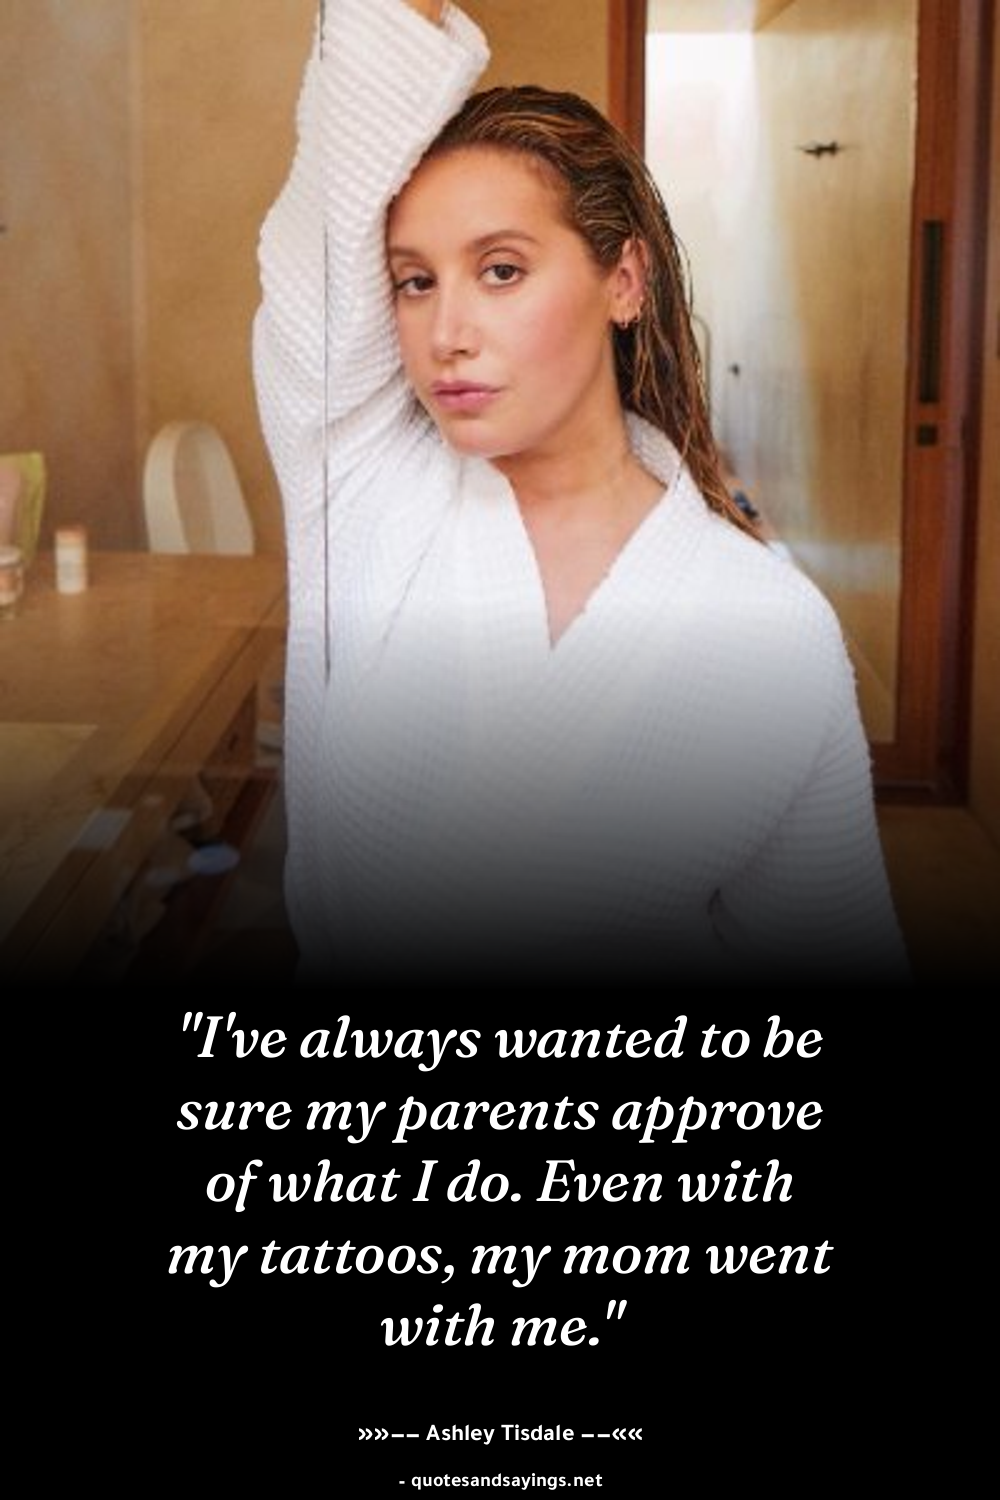 "I've always wanted to be
sure my parents approve
of what I do. Even with
my tattoos, my mom went
with me."
»»–– Ashley Tisdale ––««
- quotesandsayings.net